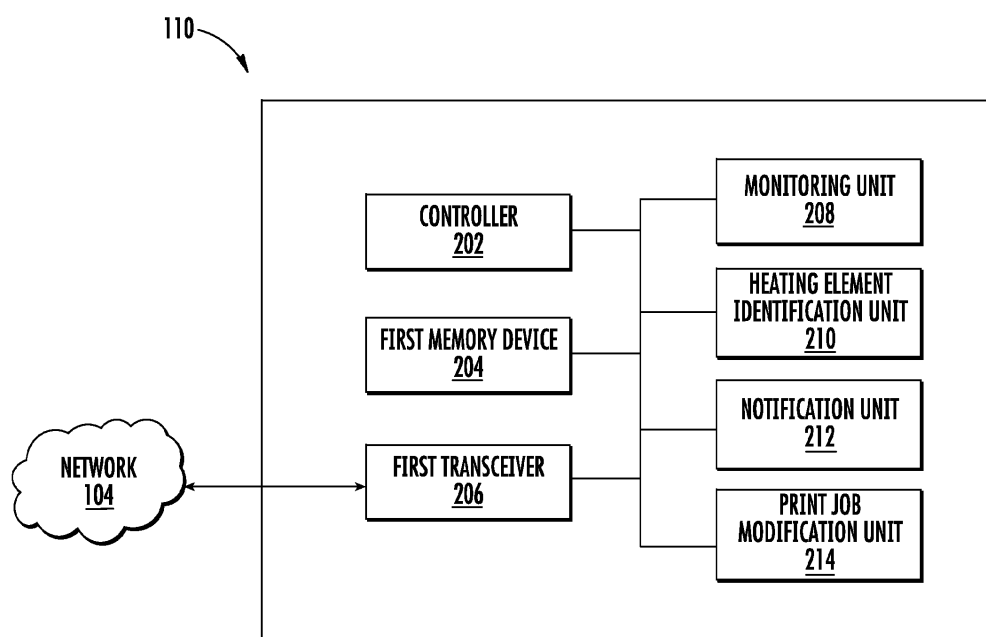 110
CONTROLLER
202
FIRST MEMORY DEVICE
204
FIRST TRANSCEIVER
206
NETWORK
104
MONITORING UNIT
208
HEATING ELEMENT
IDENTIFICATION UNIT
210
NOTIFICATION UNIT
212
PRINT JOB
MODIFICATION UNIT
214